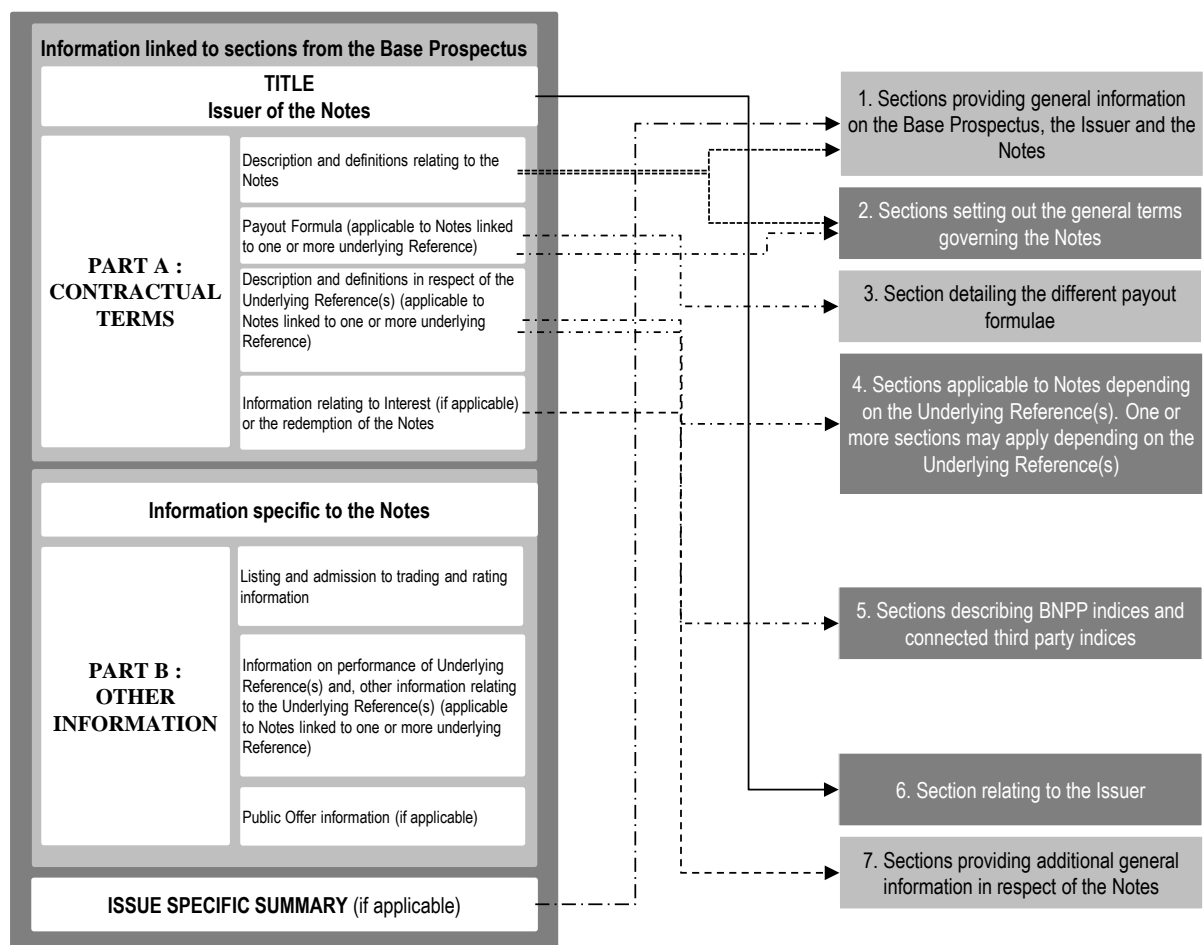 Information linked to sections from the Base Prospectus
TITLE
Issuer of the Notes
PART A :
CONTRACTUAL
TERMS
Description and definitions relating to the
Notes
Payout Formula (applicable to Notes linked
to one or more underlying Reference)
Description and definitions in respect of the
Underlying Reference(s) (applicable to
Notes linked to one or more underlying
Reference)
Information relating to Interest (if applicable)
or the redemption of the Notes
Information specific to the Notes
PART B :
OTHER
INFORMATION
Listing and admission to trading and rating
information
Information on performance of Underlying
Reference(s) and, other information relating
to the Underlying Reference(s) (applicable
to Notes linked to one or more underlying
Reference)
Public Offer information (if applicable)
ISSUE SPECIFIC SUMMARY (if applicable)
1. Sections providing general information
on the Base Prospectus, the Issuer and the
Notes
2. Sections setting out the general terms
governing the Notes
3. Section detailing the different payout
formulae
4. Sections applicable to Notes depending
on the Underlying Reference(s). One or
more sections may apply depending on the
Underlying Reference(s)
5. Sections describing BNPP indices and
connected third party indices
6. Section relating to the Issuer
7. Sections providing additional general
information in respect of the Notes